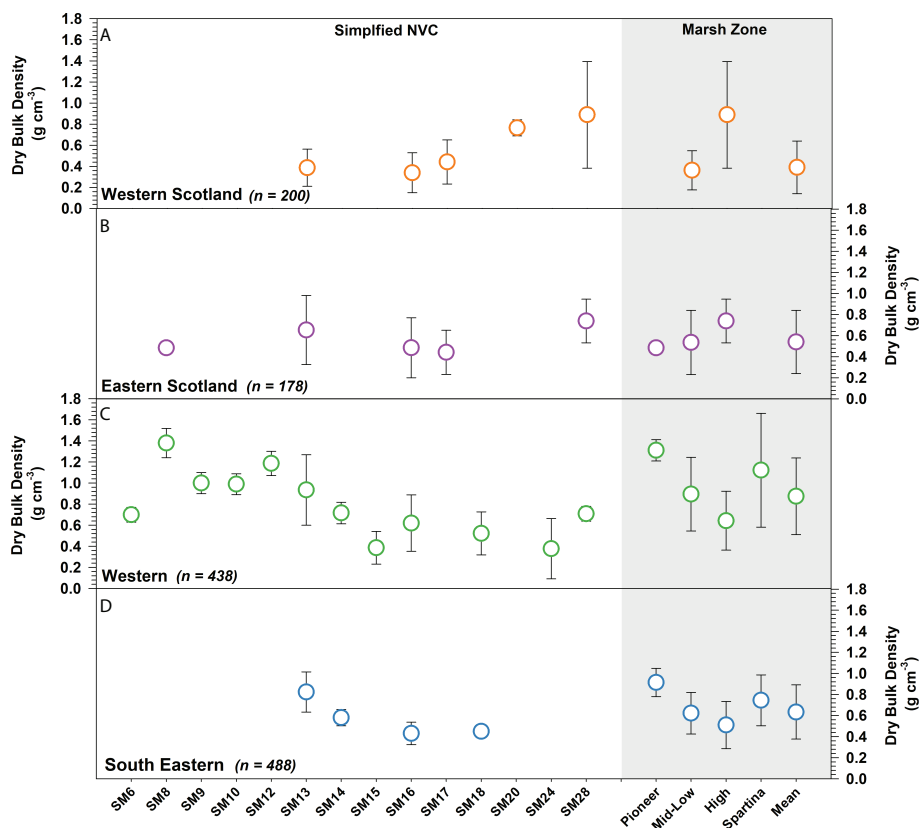 A
Simplfied NVC
Marsh Zone
Dry Bulk Density
(g cm⁻³)
1.8
1.6
1.4
1.2
1.0
0.8
0.6
0.4
0.2
0.0
Western Scotland (n = 200)
B
Dry Bulk Density
(g cm⁻³)
1.8
1.6
1.4
1.2
1.0
0.8
0.6
0.4
0.2
0.0
Eastern Scotland (n = 178)
C
Dry Bulk Density
(g cm⁻³)
1.8
1.6
1.4
1.2
1.0
0.8
0.6
0.4
0.2
0.0
Western (n = 438)
D
Dry Bulk Density
(g cm⁻³)
1.8
1.6
1.4
1.2
1.0
0.8
0.6
0.4
0.2
0.0
South Eastern (n = 488)
SM6
SM8
SM9
SM10
SM12
SM13
SM14
SM15
SM16
SM17
SM18
SM20
SM24
SM28
Pioneer
Mid-Low
High
Spartina
Mean